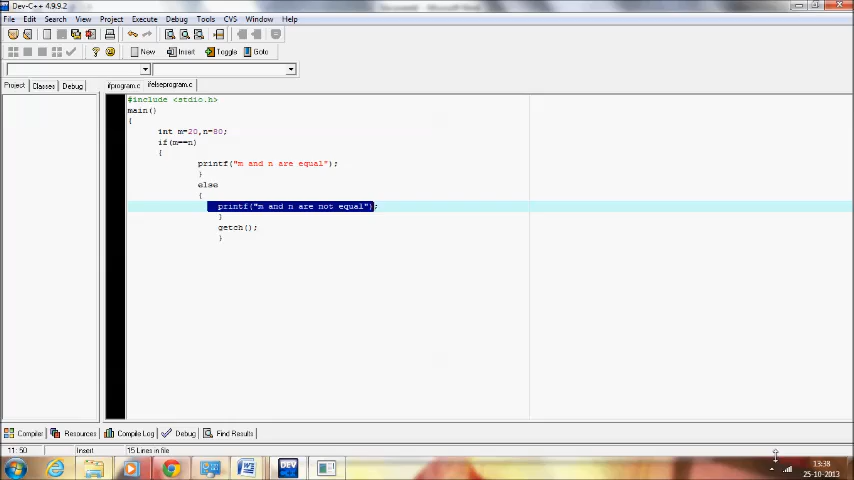 Dev-C++ 4.9.9.2
File Edit Search View Project Execute Debug Tools CVS Window Help
New Insert Toggle Goto
Project Classes Debug ifprogram.c ifelseprogram.c
#include <stdio.h>
main()
{
int m=20,n=80;
if(m==n)
{
printf("m and n are equal");
}
else
{
printf("m and n are not equal");
}
getch();
}
Compiler Resources Compile Log Debug Find Results
11: 50 Insert 15 Lines in file
DEV
13:38
25-10-2013